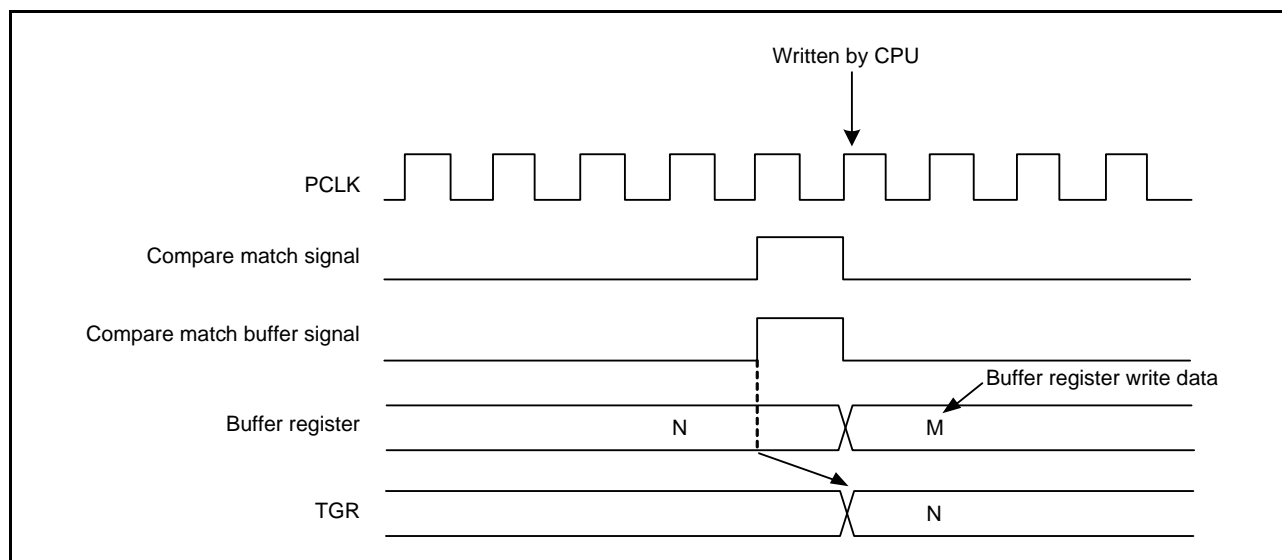 Written by CPU
PCLK
Compare match signal
Compare match buffer signal
Buffer register write data
Buffer register
N
M
TGR
N